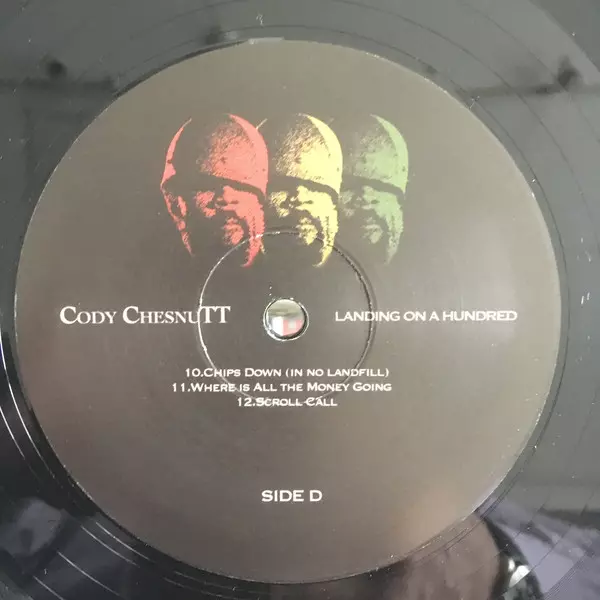 CODY CHESNUTT
LANDING ON A HUNDRED
10.CHIPS DOWN (IN NO LANDFILL)
11.WHERE IS ALL THE MONEY GOING
12.SCROLL CALL
SIDE D